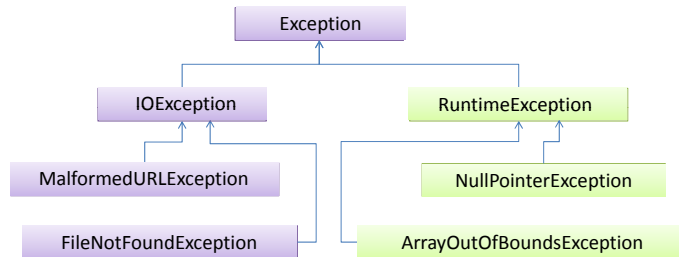 Exception
IOException
RuntimeException
MalformedURLException
NullPointerException
FileNotFoundException
ArrayOutOfBoundsException